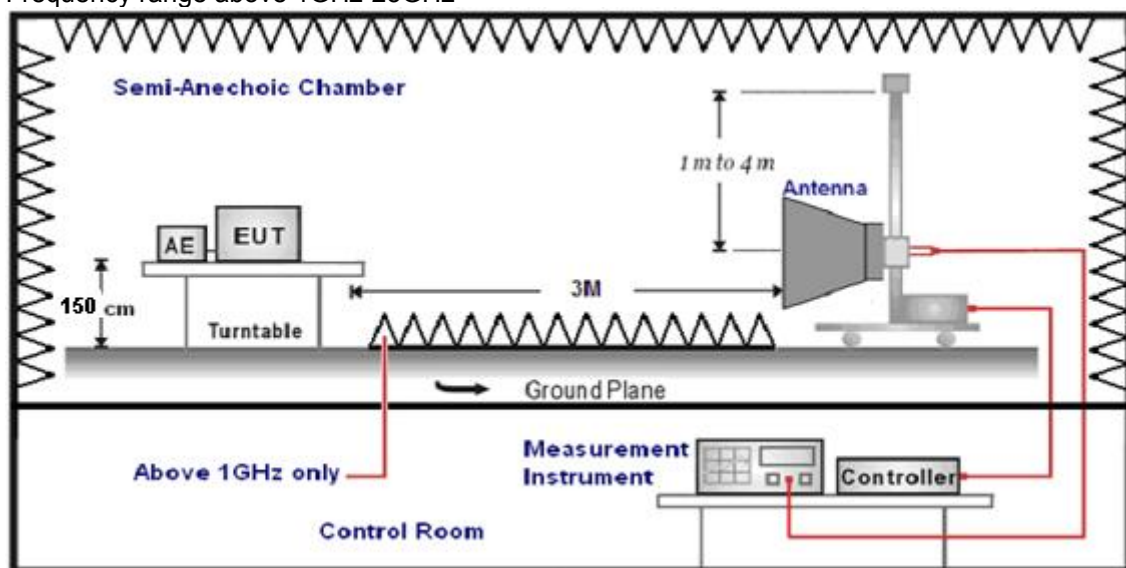 Frequency range above 1GHz-25GHz
Semi-Anechoic Chamber
1 m to 4 m
Antenna
AE
EUT
150 cm
3M
Turntable
Ground Plane
Above 1GHz only
Measurement
Instrument
Controller
Control Room